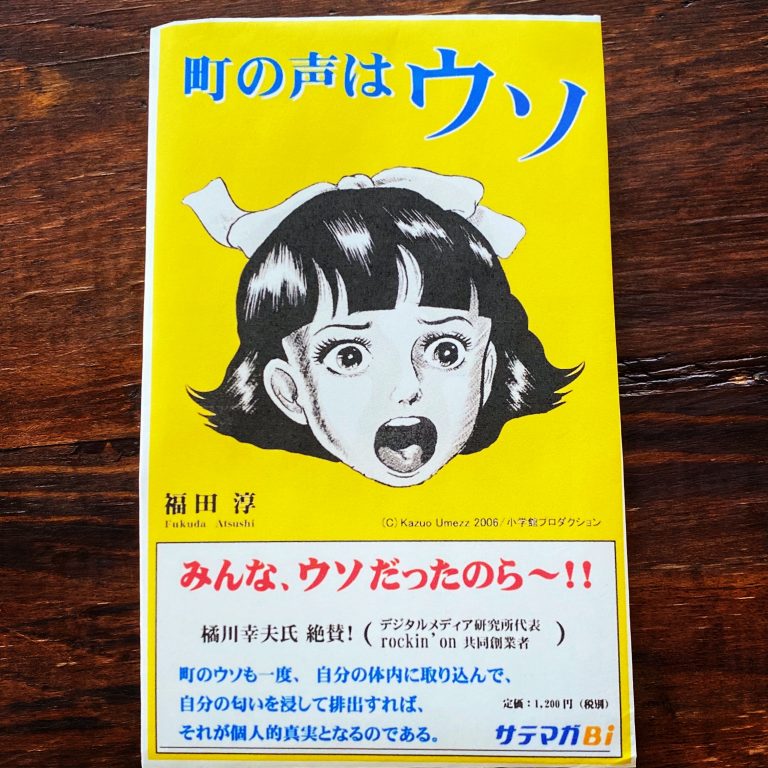 町の声はウソ
福田 淳
Fukuda Atsushi
(C) Kazuo Umezz 2006/小学館プロダクション
みんな、ウソだったのら〜!!
橘川幸夫氏 絶賛! ( デジタルメディア研究所代表
rockin'on 共同創業者 )
町のウソも一度、自分の体内に取り込んで、
自分の匂いを浸して排出すれば、
それが個人的真実となるのである。
定価:1,200円(税別)
サテマガBi